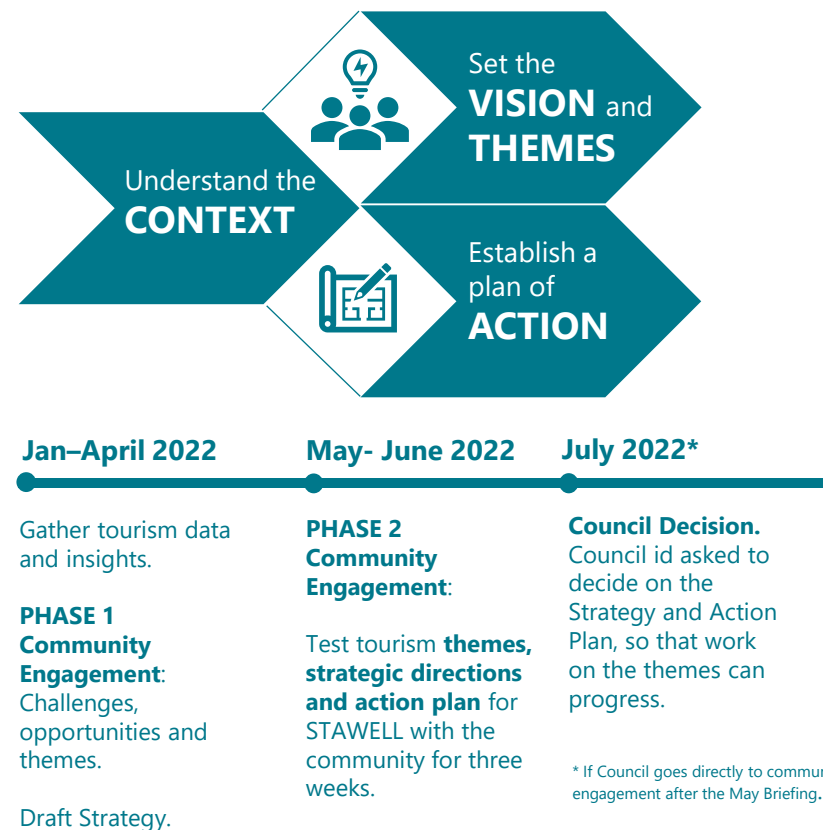 Set the
VISION and
THEMES
Understand the
CONTEXT
Establish a
plan of
ACTION
Jan–April 2022
May- June 2022
July 2022*
Gather tourism data
and insights.
PHASE 1
Community
Engagement:
Challenges,
opportunities and
themes.
Draft Strategy.
PHASE 2
Community
Engagement:
Test tourism themes,
strategic directions
and action plan for
STAWELL with the
community for three
weeks.
Council Decision.
Council id asked to
decide on the
Strategy and Action
Plan, so that work
on the themes can
progress.
* If Council goes directly to
engagement after the May Briefing.